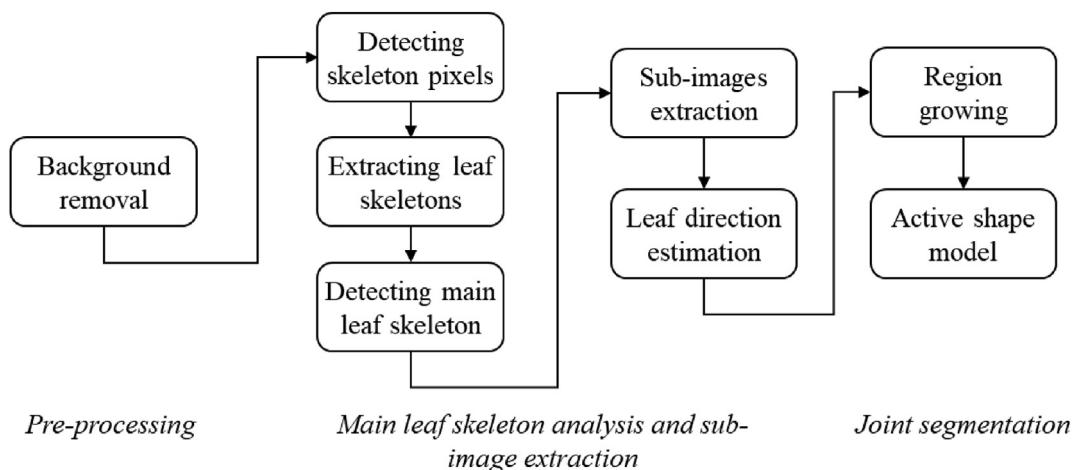 Background
removal
Detecting
skeleton pixels
Extracting leaf
skeletons
Detecting main
leaf skeleton
Sub-images
extraction
Leaf direction
estimation
Region
growing
Active shape
model
Pre-processing
Main leaf skeleton analysis and sub-
image extraction
Joint segmentation